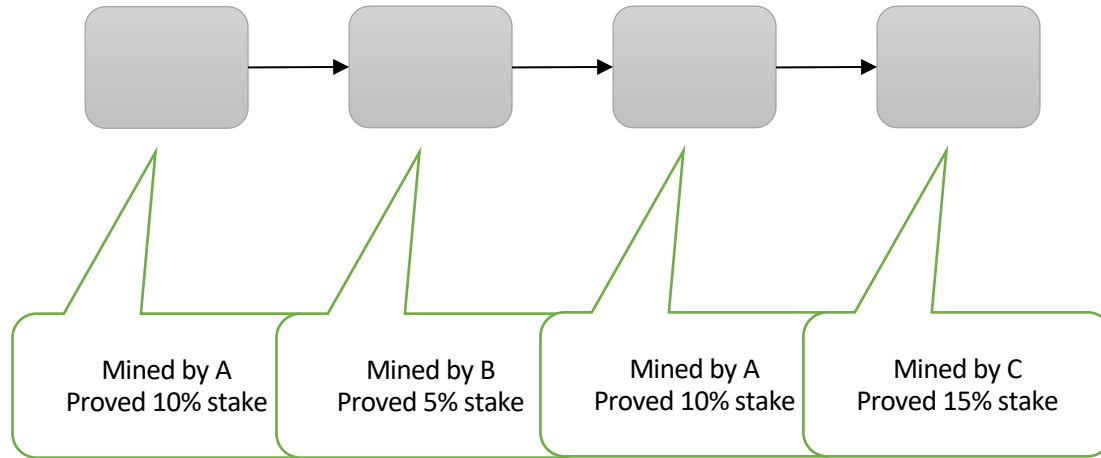 Mined by A
Proved 10% stake
Mined by B
Proved 5% stake
Mined by A
Proved 10% stake
Mined by C
Proved 15% stake